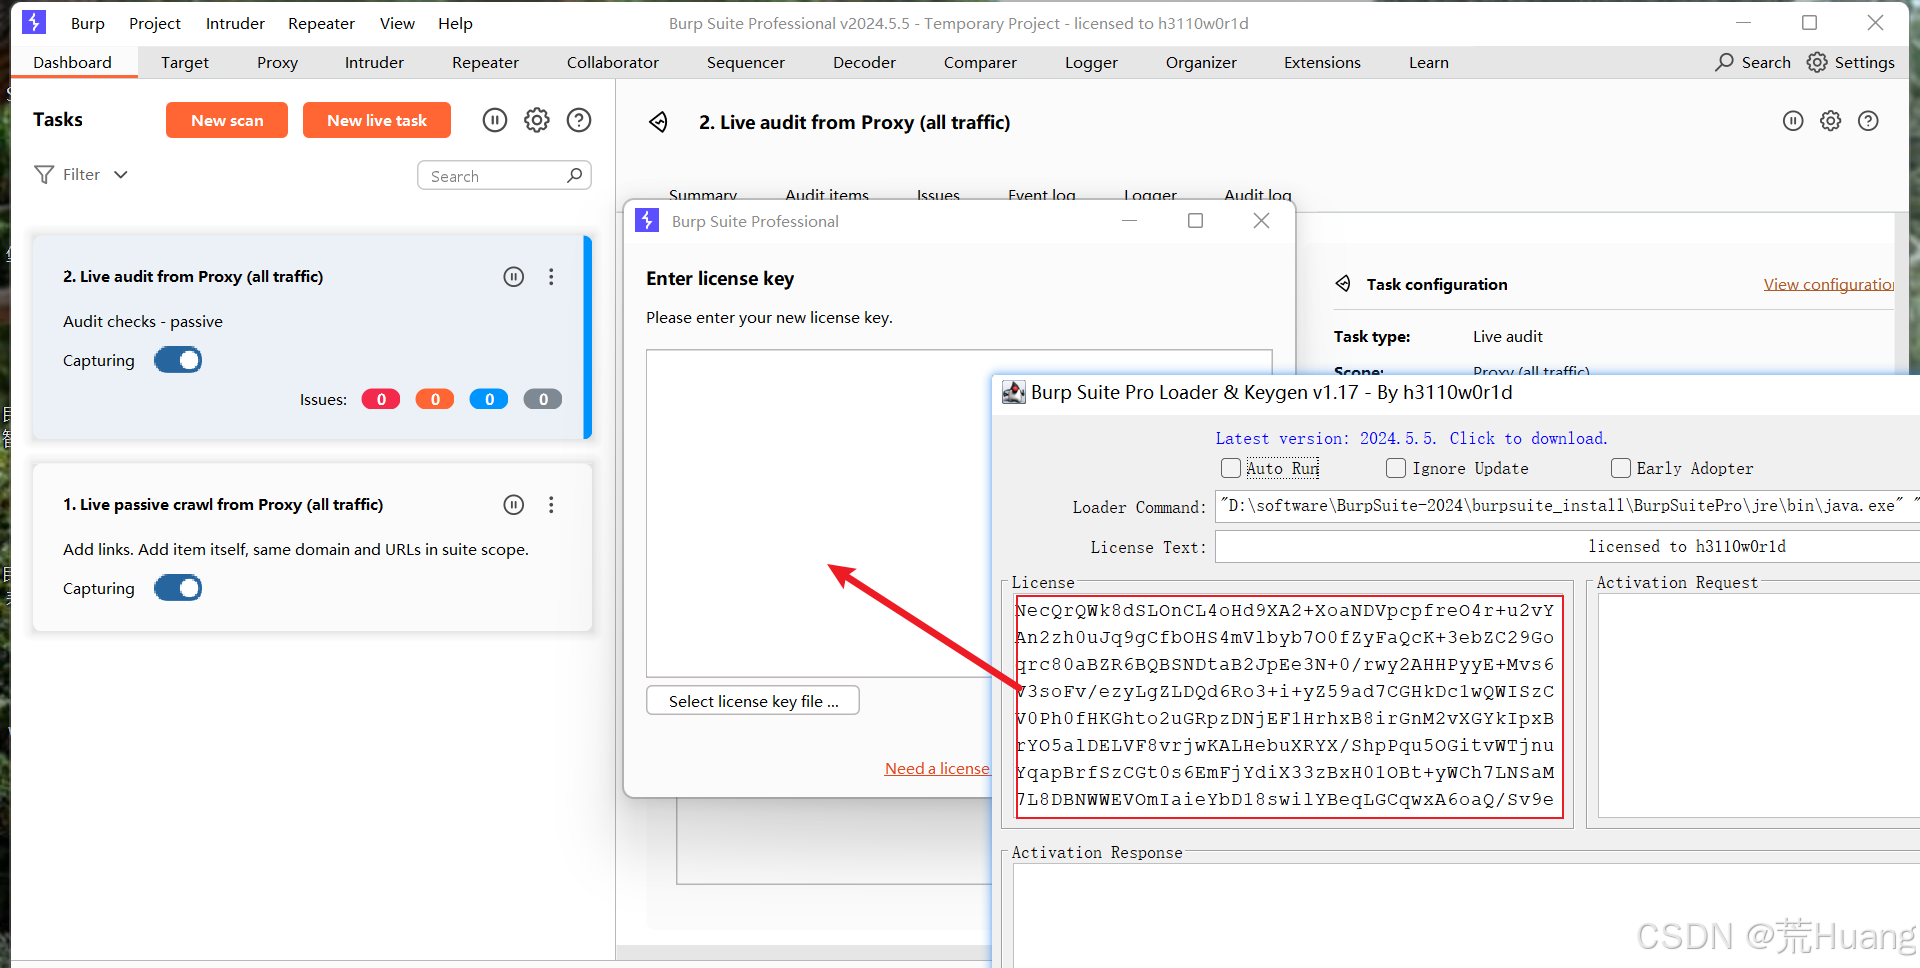 Burp Project Intruder Repeater View Help Burp Suite Professional v2024.5.5 - Temporary Project - licensed to h3110w0r1d
Dashboard Target Proxy Intruder Repeater Collaborator Sequencer Decoder Comparer Logger Organizer Extensions Learn Search Settings
Tasks New scan New live task
Filter Search
2. Live audit from Proxy (all traffic)
Audit checks - passive
Capturing
Issues: 0 0 0 0
1. Live passive crawl from Proxy (all traffic)
Add links. Add item itself, same domain and URLs in suite scope.
Capturing
2. Live audit from Proxy (all traffic)
Summary Audit items Issues Event log Logger Audit log
Task configuration View configuration
Task type: Live audit
Scope: Proxy (all traffic)
Burp Suite Professional
Enter license key
Please enter your new license key.
Select license key file ...
Need a license
Burp Suite Pro Loader & Keygen v1.17 - By h3110w0r1d
Latest version: 2024.5.5. Click to download.
Auto Run Ignore Update Early Adopter
Loader Command: "D:\software\BurpSuite-2024\burpsuite_install\BurpSuitePro\jre\bin\java.exe" "
License Text: licensed to h3110w0r1d
License
NecQrQWk8dSLOnCL4oHd9XA2+XoaNDVpcpfreO4r+u2vY
An2zh0uJq9gCfbOHS4mVlbyb7O0fZyFaQcK+3ebZC29Go
qrc80aBZR6BQBSNDtaB2JpEe3N+0/rwy2AHHPyyE+Mvs6
V3soFv/ezyLgZLDQd6Ro3+i+yZ59ad7CGHkDc1wQWISzC
V0Ph0fHKGhto2uGRpzDNjEF1HrhxB8irGnM2vXGYkIpxB
rYO5alDELVF8vrjwKALHebuXRYX/ShpPqu5OGitvWTjnu
YqapBrfSzCGt0s6EmFjYdiX33zBxH01OBt+yWCh7LNSaM
7L8DBNWWEVOmIaieYbD18swilYBeqLGCqwxA6oaQ/Sv9e
Activation Request
Activation Response
CSDN @荒Huang